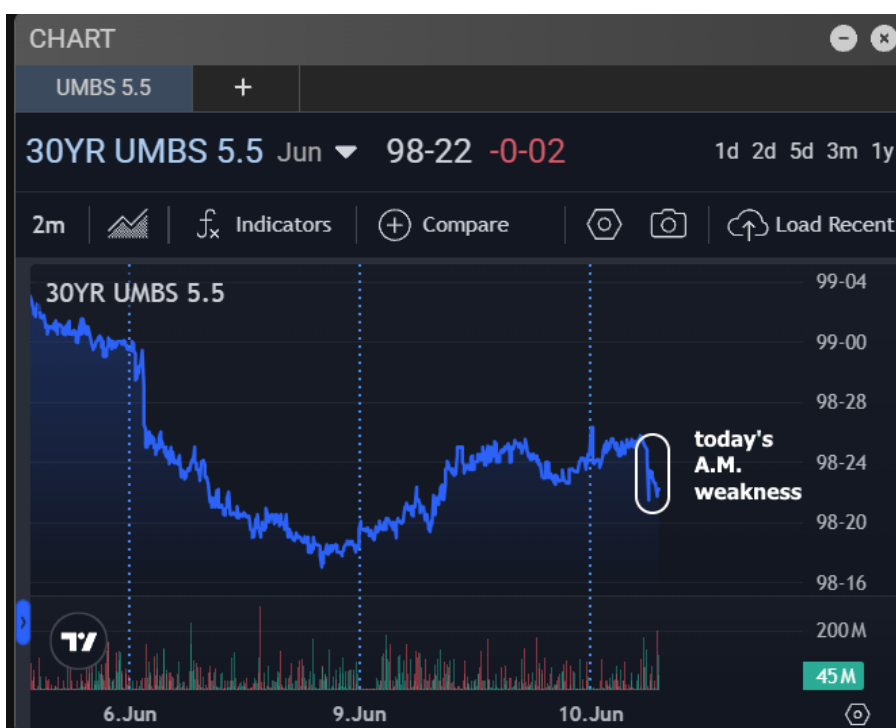 CHART
UMBS 5.5 +
30YR UMBS 5.5 Jun 98-22 -0-02 1d 2d 5d 3m 1y
2m Indicators Compare Load Recent
30YR UMBS 5.5
99-04
99-00
98-28
today's
A.M.
weakness
98-24
98-20
98-16
200M
45M
6.Jun 9.Jun 10.Jun